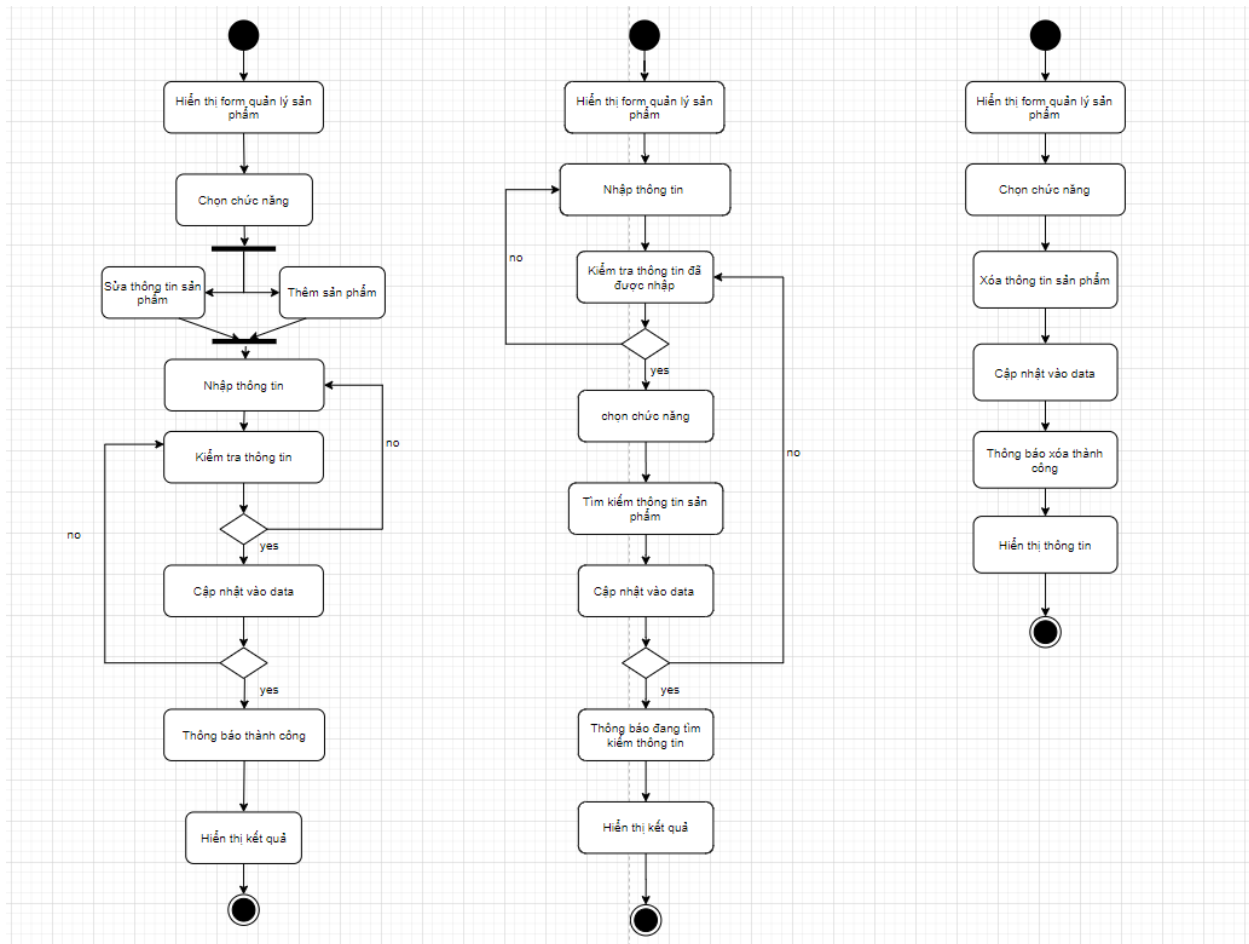 Hiển thị form quản lý sản
phẩm
Chọn chức năng
Sửa thông tin sản
phẩm
Thêm sản phẩm
Nhập thông tin
no
Kiểm tra thông tin
no
yes
Cập nhật vào data
yes
Thông báo thành công
Hiển thị kết quả
Hiển thị form quản lý sản
phẩm
Nhập thông tin
no
Kiểm tra thông tin đã
được nhập
yes
chọn chức năng
no
Tìm kiếm thông tin sản
phẩm
Cập nhật vào data
yes
Thông báo đang tìm
kiếm thông tin
Hiển thị kết quả
Hiển thị form quản lý sản
phẩm
Chọn chức năng
Xóa thông tin sản phẩm
Cập nhật vào data
Thông báo xóa thành
công
Hiển thị thông tin